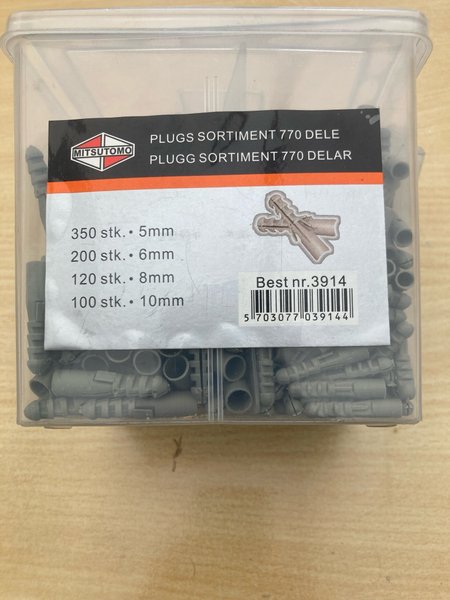 MITSUTOMO
PLUGS SORTIMENT 770 DELE
PLUGG SORTIMENT 770 DELAR
350 stk. • 5mm
200 stk. • 6mm
120 stk. • 8mm
100 stk. • 10mm
Best nr.3914
5 703077 039144